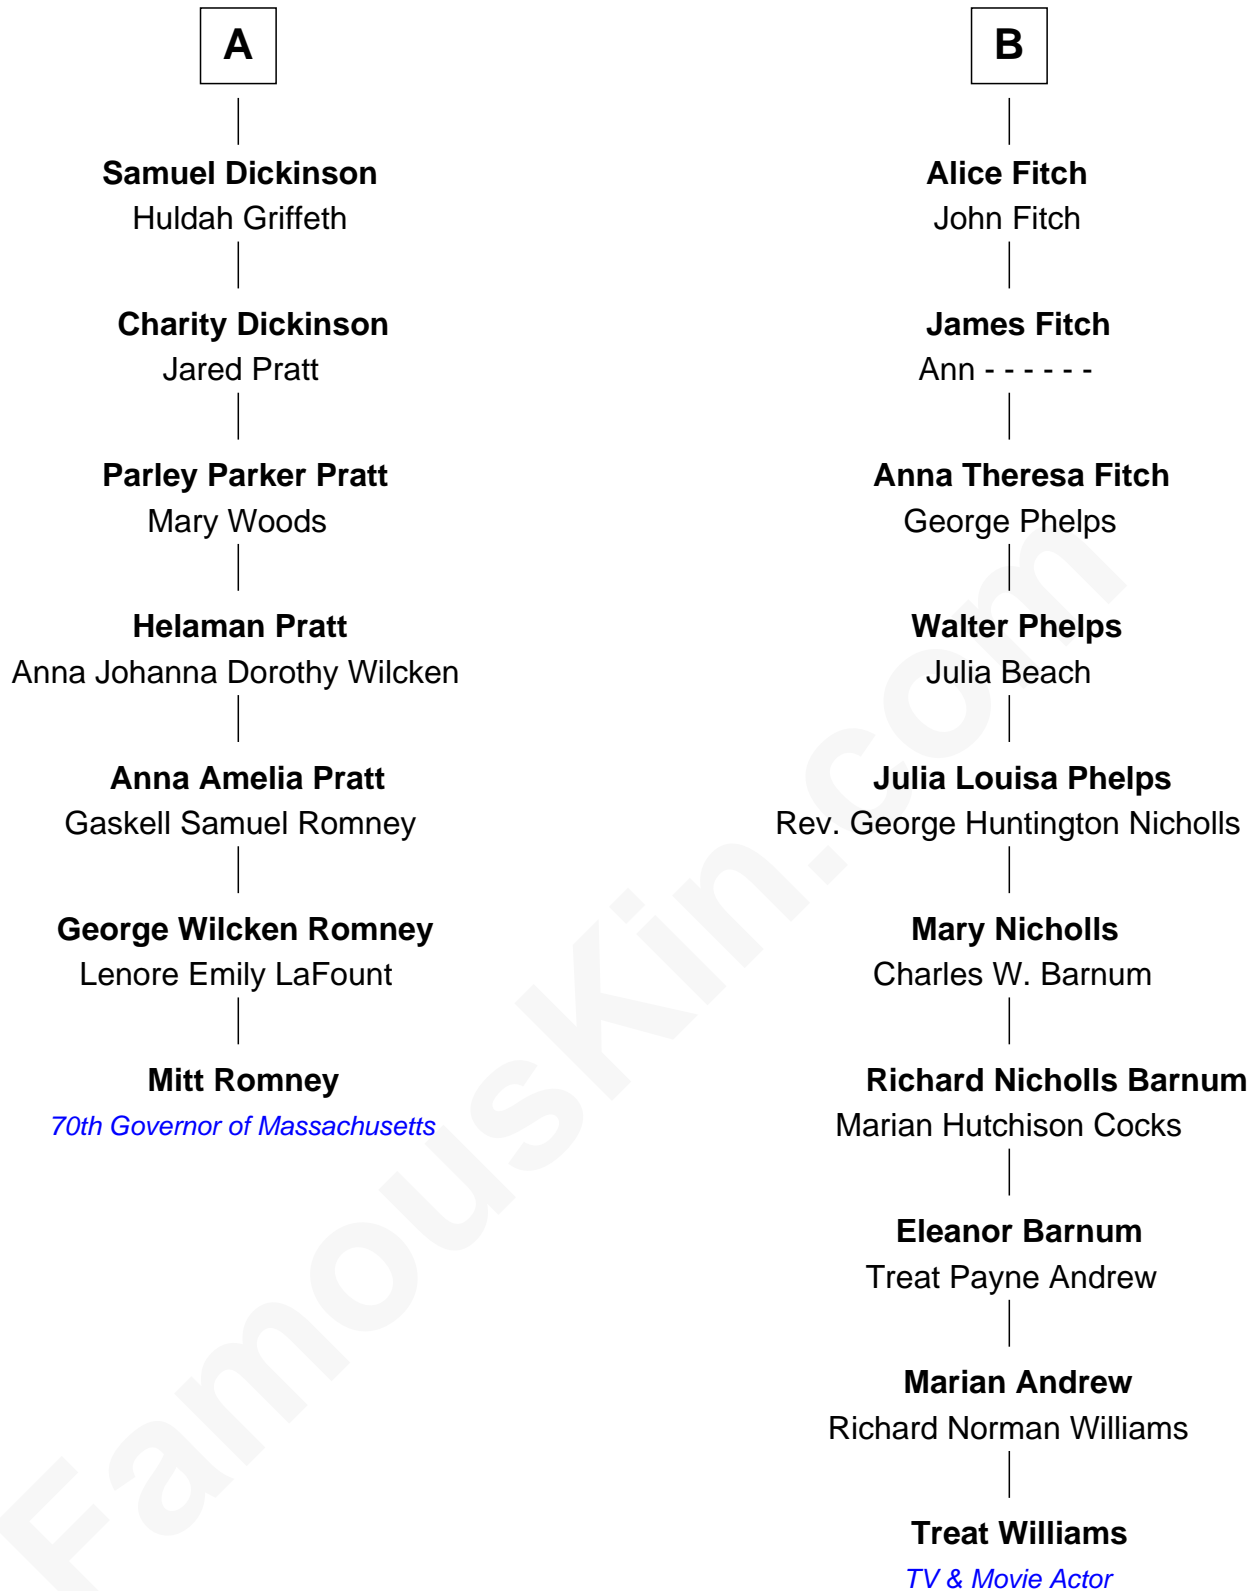 A
Samuel Dickinson
Huldah Griffeth
Charity Dickinson
Jared Pratt
Parley Parker Pratt
Mary Woods
Helaman Pratt
Anna Johanna Dorothy Wilcken
Anna Amelia Pratt
Gaskell Samuel Romney
George Wilcken Romney
Lenore Emily LaFount
Mitt Romney
70th Governor of Massachusetts
B
Alice Fitch
John Fitch
James Fitch
Ann - - - - - -
Anna Theresa Fitch
George Phelps
Walter Phelps
Julia Beach
Julia Louisa Phelps
Rev. George Huntington Nicholls
Mary Nicholls
Charles W. Barnum
Richard Nicholls Barnum
Marian Hutchison Cocks
Eleanor Barnum
Treat Payne Andrew
Marian Andrew
Richard Norman Williams
Treat Williams
TV & Movie Actor
FamousKin.com